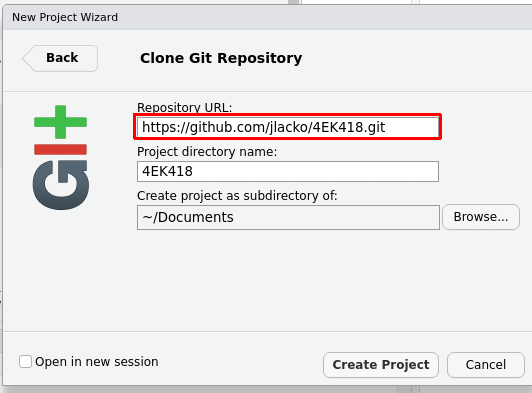 New Project Wizard
Back
Clone Git Repository
Repository URL:
https://github.com/jlacko/4EK418.git
Project directory name:
4EK418
Create project as subdirectory of:
~/Documents
Browse...
git
Open in new session
Create Project
Cancel